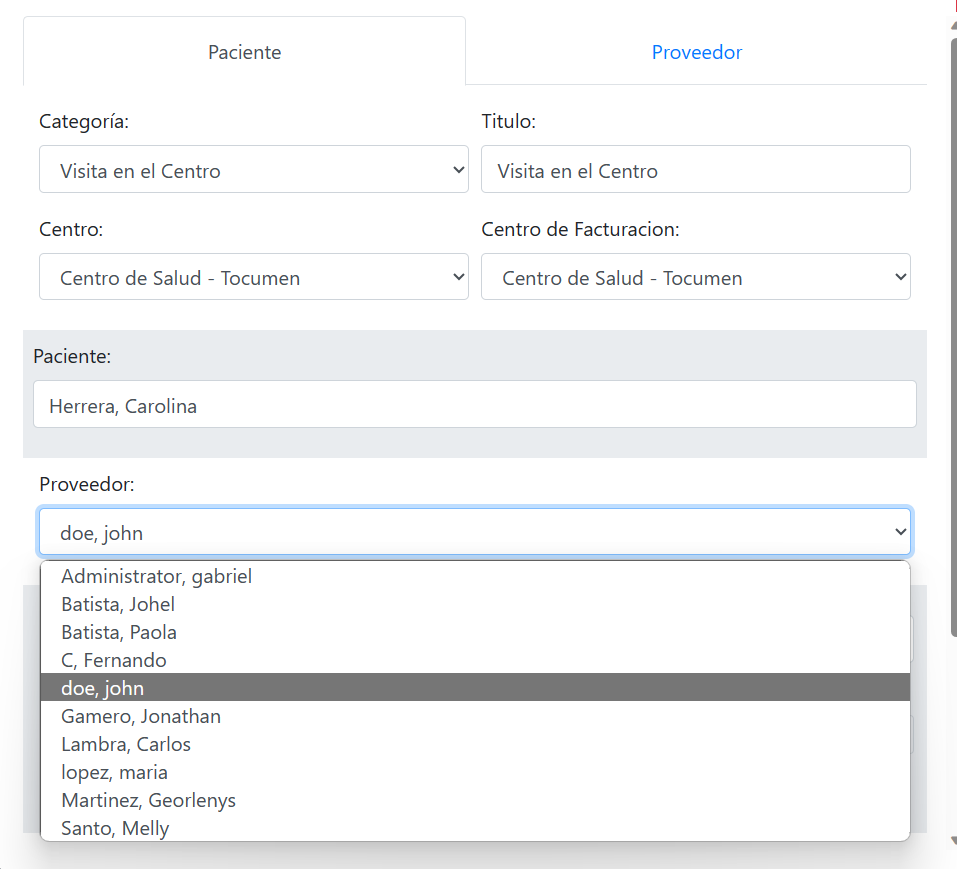 Paciente Proveedor
Categoría: Titulo:
Visita en el Centro Visita en el Centro
Centro: Centro de Facturacion:
Centro de Salud - Tocumen Centro de Salud - Tocumen
Paciente:
Herrera, Carolina
Proveedor:
doe, john
Administrator, gabriel
Batista, Johel
Batista, Paola
C, Fernando
doe, john
Gamero, Jonathan
Lambra, Carlos
lopez, maria
Martinez, Georlenys
Santo, Melly